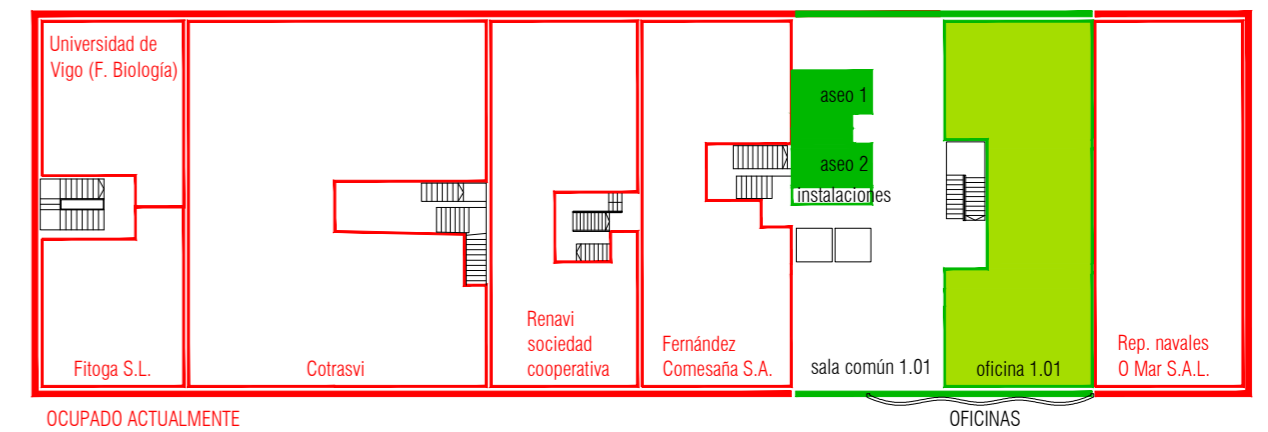 Universidad de
Vigo (F. Biología)
Fitoga S.L.
Cotrasvi
Renavi
sociedad
cooperativa
Fernández
Comesaña S.A.
aseo 1
aseo 2
instalaciones
sala común 1.01
oficina 1.01
Rep. navales
O Mar S.A.L.
OCUPADO ACTUALMENTE
OFICINAS